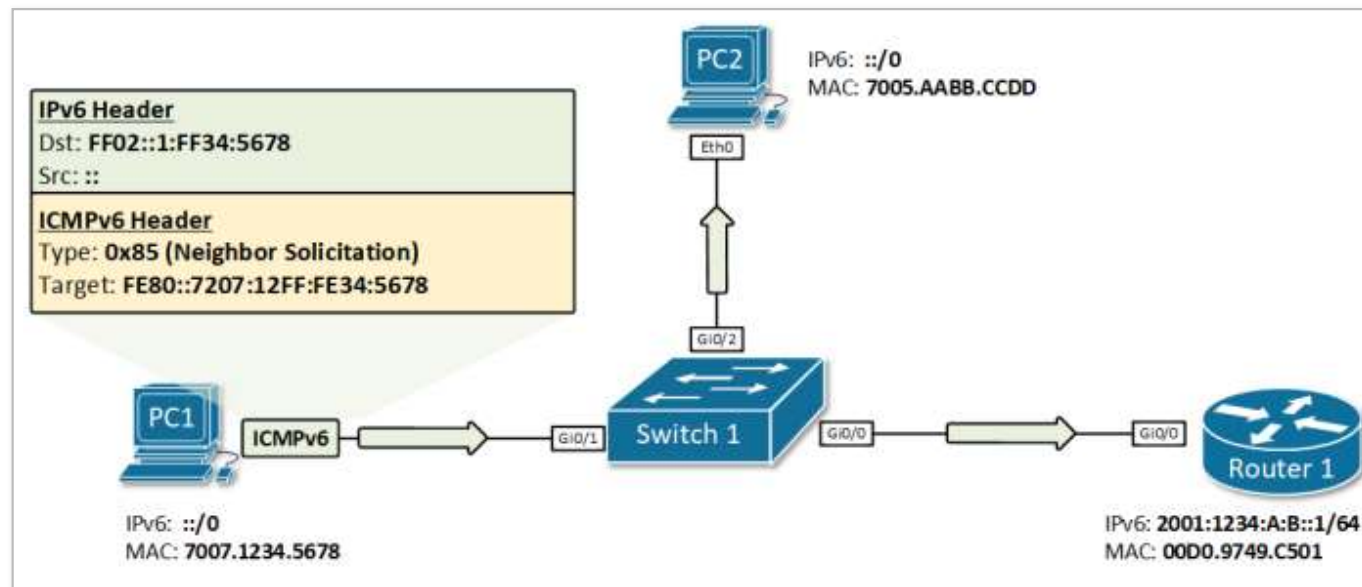 IPv6 Header
Dst: FF02::1:FF34:5678
Src: ::
ICMPv6 Header
Type: 0x85 (Neighbor Solicitation)
Target: FE80::7207:12FF:FE34:5678
PC2
IPv6: ::/0
MAC: 7005.AABB.CCDD
Eth0
Gi0/2
PC1
ICMPv6
Gi0/1
Switch 1
Gi0/0
Gi0/0
Router 1
IPv6: ::/0
MAC: 7007.1234.5678
IPv6: 2001:1234:A:B::1/64
MAC: 00D0.9749.C501